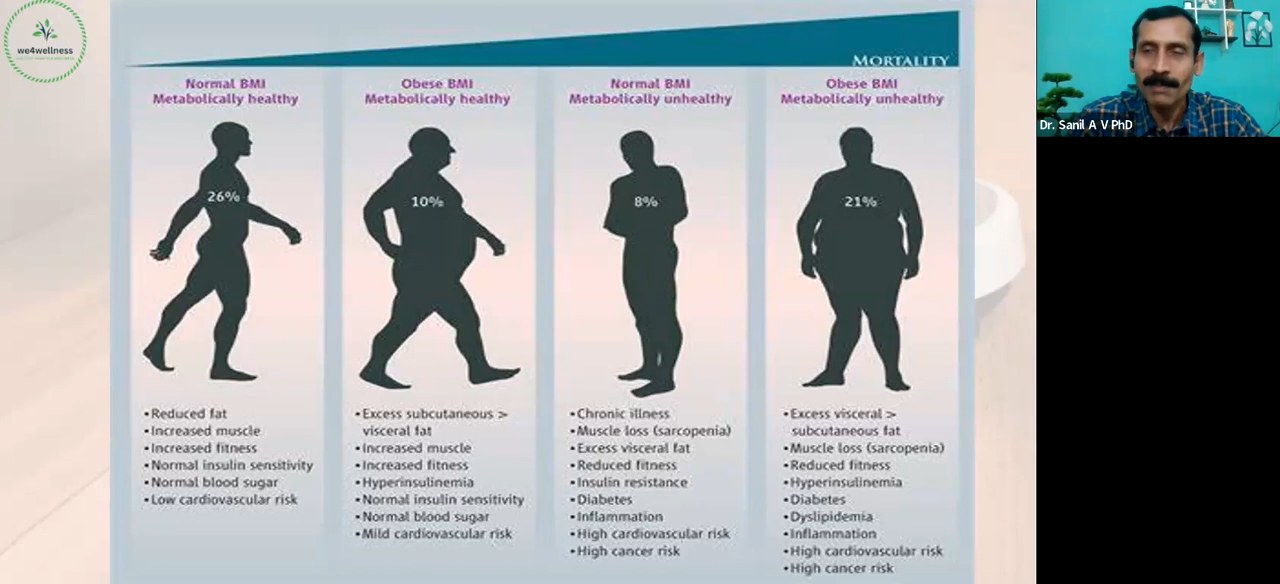 we4wellness
MORTALITY
Normal BMI
Metabolically healthy
26%
•Reduced fat
•Increased muscle
•Increased fitness
•Normal insulin sensitivity
•Normal blood sugar
•Low cardiovascular risk
Obese BMI
Metabolically healthy
10%
•Excess subcutaneous >
visceral fat
•Increased muscle
•Increased fitness
•Hyperinsulinemia
•Normal insulin sensitivity
•Normal blood sugar
•Mild cardiovascular risk
Normal BMI
Metabolically unhealthy
8%
•Chronic illness
•Muscle loss (sarcopenia)
•Excess visceral fat
•Reduced fitness
•Insulin resistance
•Diabetes
•Inflammation
•High cardiovascular risk
•High cancer risk
Obese BMI
Metabolically unhealthy
21%
•Excess visceral >
subcutaneous fat
•Muscle loss (sarcopenia)
•Reduced fitness
•Hyperinsulinemia
•Diabetes
•Dyslipidemia
•Inflammation
•High cardiovascular risk
•High cancer risk
Dr. Sanil A V PhD